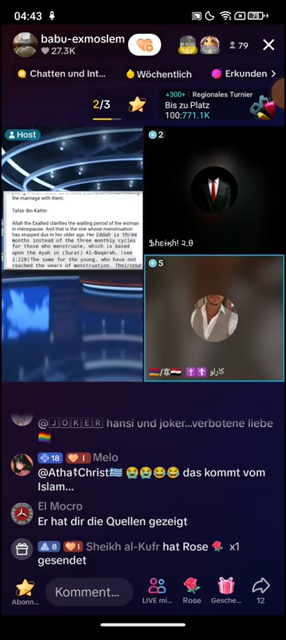 04:43
75
babu-exmoslem
27.3K
79
Chatten und Int...
Wöchentlich
Erkunden
2/3
+300↑ Regionales Turnier
Bis zu Platz
100:771.1K
Host
the marriage with them.
Tafsir Ibn Kathir:
Allah the Exalted clarifies the waiting period of the woman
in menopause. And that is the one whose menstruation
has stopped due to her older age. Her Iddah is three
months instead of the three monthly cycles
for those who menstruate, which is based
upon the Ayah in (Surat) Al-Baqarah. [see
2:228]The same for the young, who have not
reached the years of menstruation. TheirIddah
2
5
كارلو
@JOKER hansi und joker...verbotene liebe
38 1 Melo
@Atha☦Christ🇬🇷 😭😭😂😂 das kommt vom
Islam...
El Mocro
Er hat dir die Quellen gezeigt
8 1 Sheikh al-Kufr hat Rose 🌹 x1
gesendet
Abonn...
Komment...
LIVE mi...
Rose
Gesche...
12